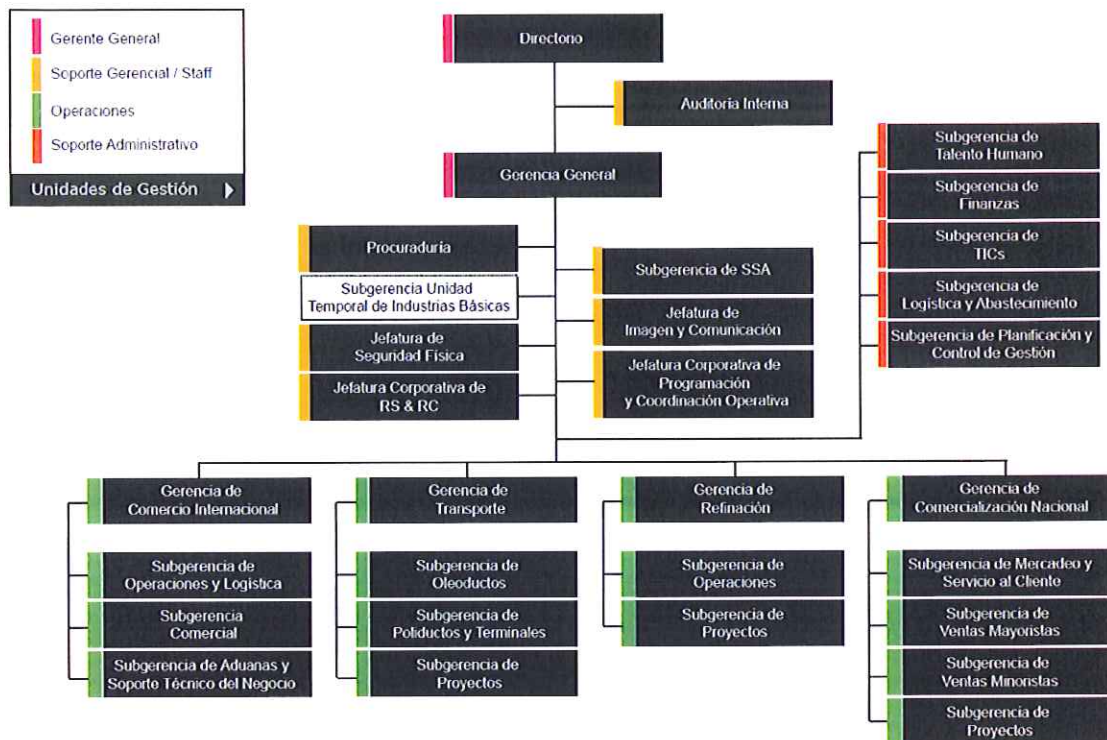 Gerente General
Soporte Gerencial / Staff
Operaciones
Soporte Administrativo
Unidades de Gestión
Directorio
Auditoría Interna
Gerencia General
Procuraduría
Subgerencia Unidad
Temporal de Industrias Básicas
Jefatura de
Seguridad Física
Jefatura Corporativa de
RS & RC
Subgerencia de SSA
Jefatura de
Imagen y Comunicación
Jefatura Corporativa de
Programación
y Coordinación Operativa
Subgerencia de
Talento Humano
Subgerencia de
Finanzas
Subgerencia de
TICs
Subgerencia de
Logística y Abastecimiento
Subgerencia de Planificación y
Control de Gestión
Gerencia de
Comercio Internacional
Subgerencia de
Operaciones y Logística
Subgerencia
Comercial
Subgerencia de Aduanas y
Soporte Técnico del Negocio
Gerencia de
Transporte
Subgerencia de
Oleoductos
Subgerencia de
Poliductos y Terminales
Subgerencia de
Proyectos
Gerencia de
Refinación
Subgerencia de
Operaciones
Subgerencia de
Proyectos
Gerencia de
Comercialización Nacional
Subgerencia de Mercadeo y
Servicio al Cliente
Subgerencia de
Ventas Mayoristas
Subgerencia de
Ventas Minoristas
Subgerencia de
Proyectos